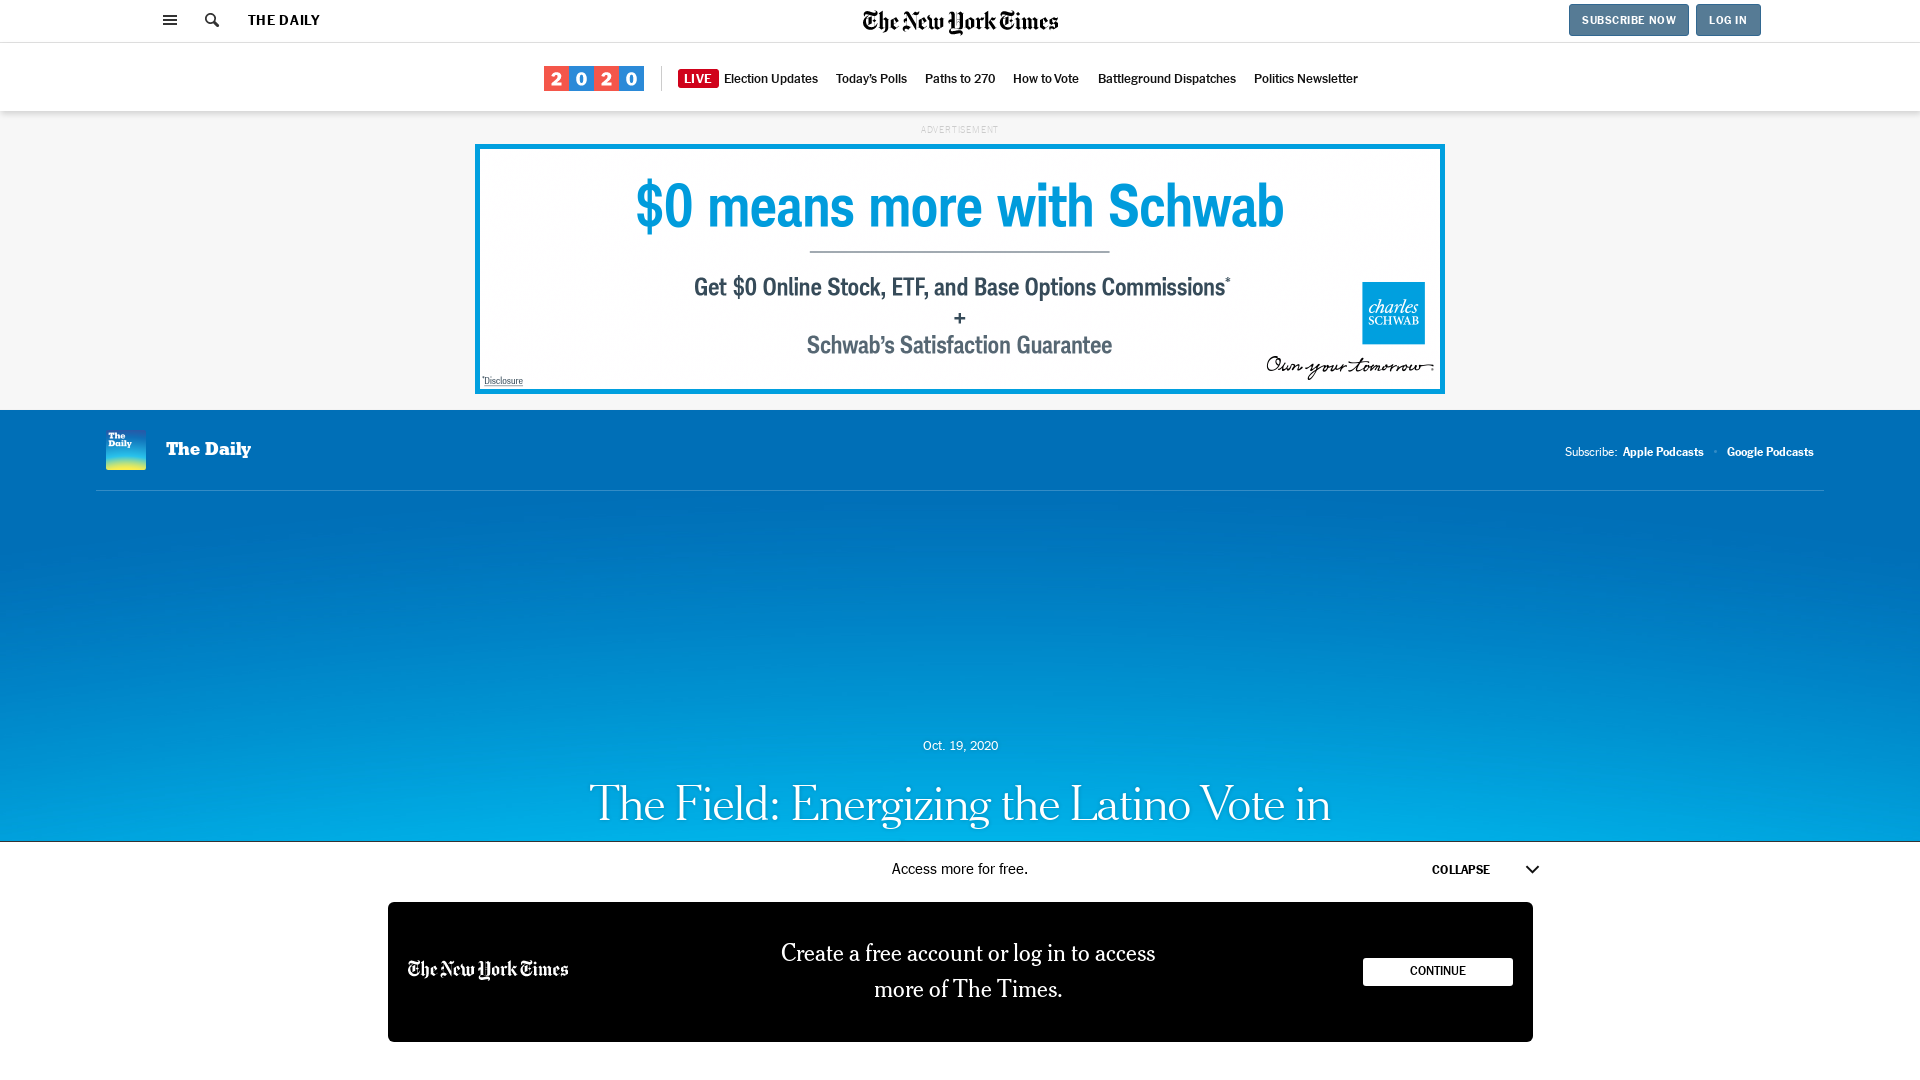 THE DAILY
The New York Times
SUBSCRIBE NOW
LOG IN
2020
LIVE Election Updates
Today's Polls
Paths to 270
How to Vote
Battleground Dispatches
Politics Newsletter
ADVERTISEMENT
$0 means more with Schwab
Get $0 Online Stock, ETF, and Base Options Commissions*
+
Schwab's Satisfaction Guarantee
charles
SCHWAB
Own your tomorrow
*Disclosure
The
Daily
The Daily
Subscribe: Apple Podcasts • Google Podcasts
Oct. 19, 2020
The Field: Energizing the Latino Vote in
Access more for free.
COLLAPSE
The New York Times
Create a free account or log in to access
more of The Times.
CONTINUE